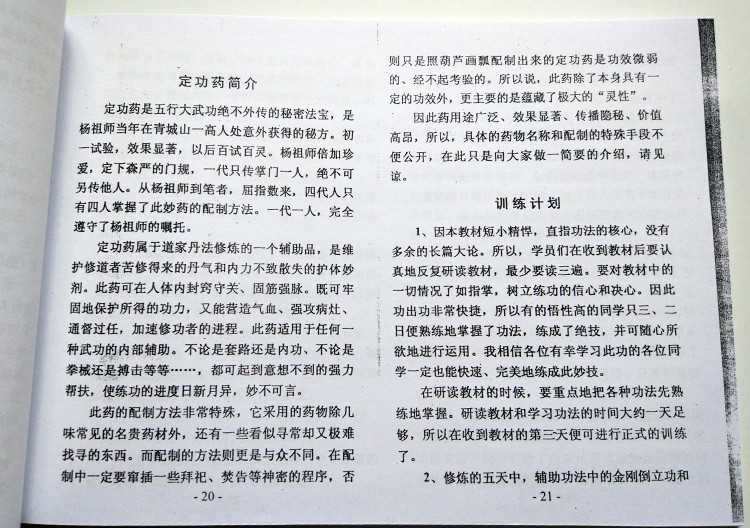 定功药简介
定功药是五行大武功绝不外传的秘密法宝，是
杨祖师当年在青城山一高人处意外获得的秘方。初
一试验，效果显著，以后百试百灵。杨祖师倍加珍
爱，定下森严的门规，一代只传掌门一人，绝不可
另传他人。从杨祖师到笔者，屈指数来，四代人只
有四人掌握了此妙药的配制方法。一代一人，完全
遵守了杨祖师的嘱托。
定功药属于道家丹法修炼的一个辅助品，是维
护修道者苦修得来的丹气和内力不致散失的护体妙
剂。此药可在人体内封窍守关、固筋强脉。既可牢
固地保护所得的功力，又能营造气血、强攻病灶、
通督过任，加速修功者的进程。此药适用于任何一
种武功的内部辅助。不论是套路还是内功、不论是
拳械还是搏击等等……，都可起到意想不到的强力
帮扶，使练功的进度日新月异，妙不可言。
此药的配制方法非常特殊，它采用的药物除几
味常见的名贵药材外，还有一些看似寻常却又极难
找寻的东西。而配制的方法则更是与众不同。在配
制中一定要窜插一些拜祀、焚告等神密的程序，否
- 20 -
则只是照葫芦画瓢配制出来的定功药是功效微弱
的、经不起考验的。所以说，此药除了本身具有一
定的功效外，更主要的是蕴藏了极大的“灵性”。
因此药用途广泛、效果显著、传播隐秘、价值
高昂，所以，具体的药物名称和配制的特殊手段不
便公开，在此只是向大家做一简要的介绍，请见
谅。
训练计划
1、因本教材短小精悍，直指功法的核心，没有
多余的长篇大论。所以，学员们在收到教材后要认
真地反复研读教材，最少要读三遍。要对教材中的
一切情况了如指掌，树立练功的信心和决心。因此
功出功非常快捷，所以有的悟性高的同学只三、二
日便熟练地掌握了功法，练成了绝技，并可随心所
欲地进行运用。我相信各位有幸学习此功的各位同
学一定也能快速、完美地练成此妙技。
在研读教材的时候，要重点地把各种功法先熟
练地掌握。研读教材和学习功法的时间大约一天足
够，所以在收到教材的第三天便可进行正式的训练
了。
2、修炼的五天中，辅助功法中的金刚倒立功和
- 21 -